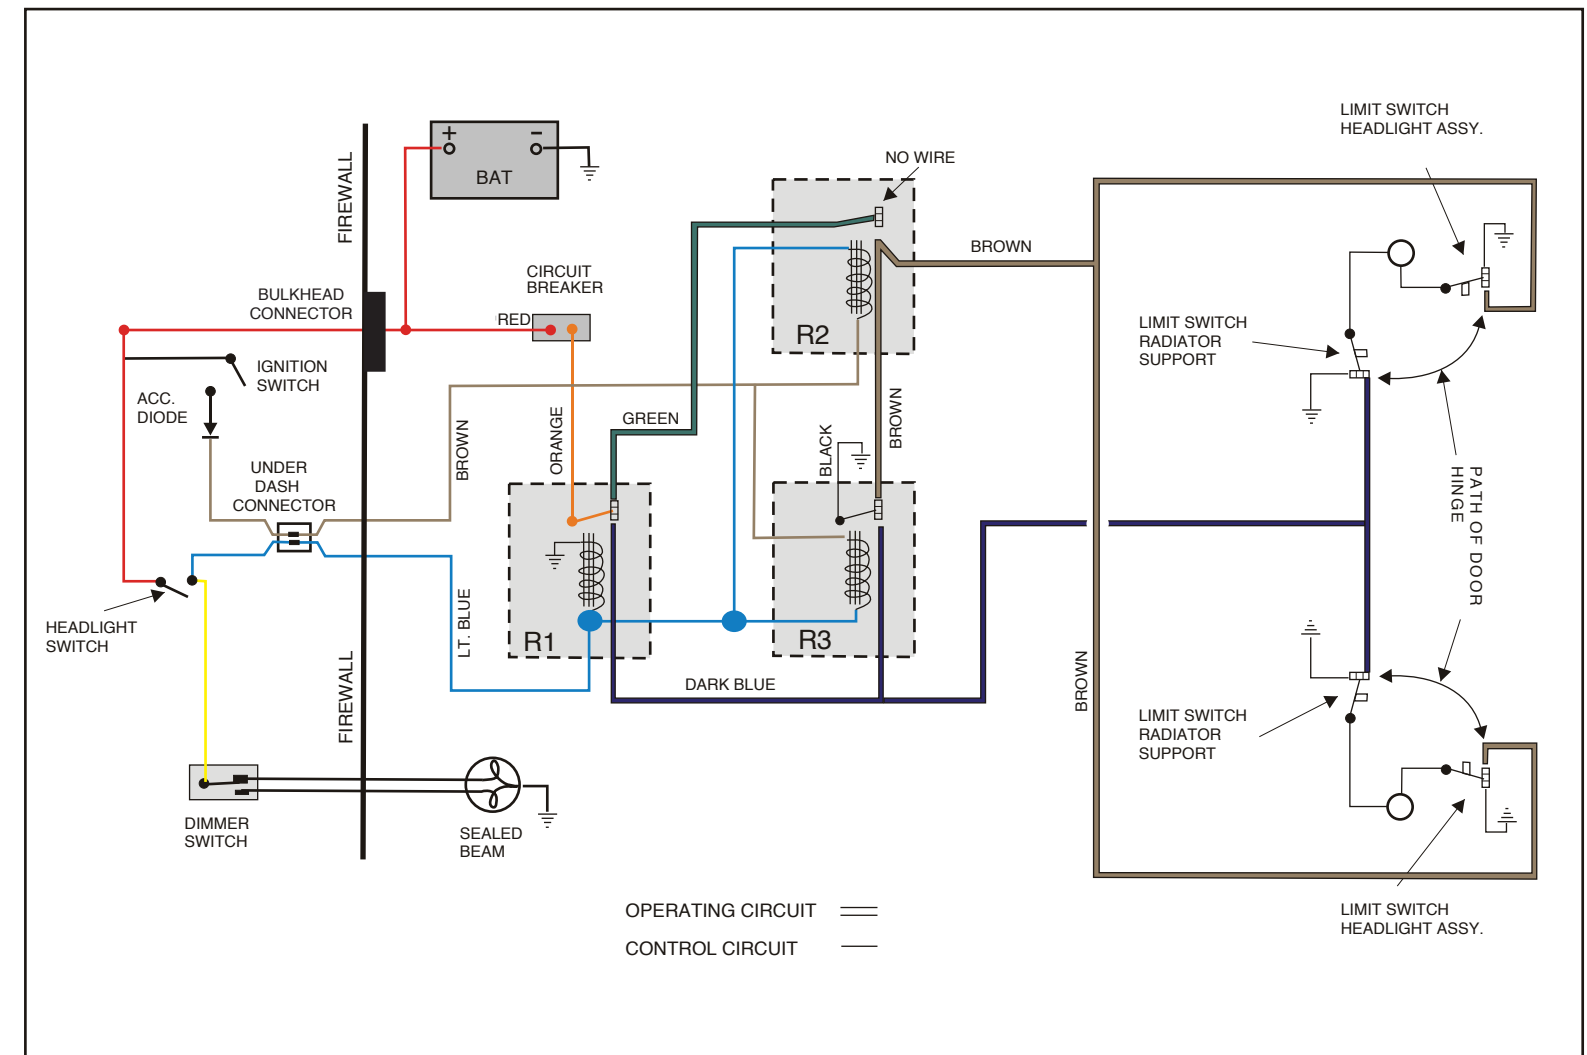 LIMIT SWITCH
HEADLIGHT ASSY.
+
-
BAT
NO WIRE
FIREWALL
BROWN
CIRCUIT
BREAKER
BULKHEAD
CONNECTOR
RED
R2
LIMIT SWITCH
RADIATOR
SUPPORT
IGNITION
SWITCH
ACC.
DIODE
GREEN
ORANGE
BROWN
BROWN
BLACK
UNDER
DASH
CONNECTOR
PATH OF DOOR
HINGE
LT. BLUE
HEADLIGHT
SWITCH
R1
R3
DARK BLUE
FIREWALL
BROWN
LIMIT SWITCH
RADIATOR
SUPPORT
DIMMER
SWITCH
SEALED
BEAM
OPERATING CIRCUIT
CONTROL CIRCUIT
LIMIT SWITCH
HEADLIGHT ASSY.